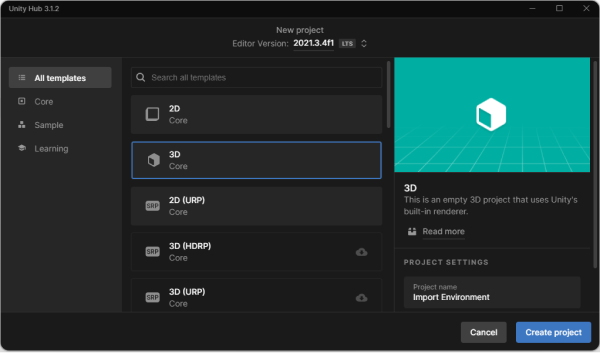 Unity Hub 3.1.2
New project
Editor Version: 2021.3.4f1 LTS
All templates
Core
Sample
Learning
Search all templates
2D
Core
3D
Core
SRP
2D (URP)
Core
SRP
3D (HDRP)
Core
SRP
3D (URP)
Core
3D
This is an empty 3D project that uses Unity's
built-in renderer.
Read more
PROJECT SETTINGS
Project name
Import Environment
Cancel
Create project